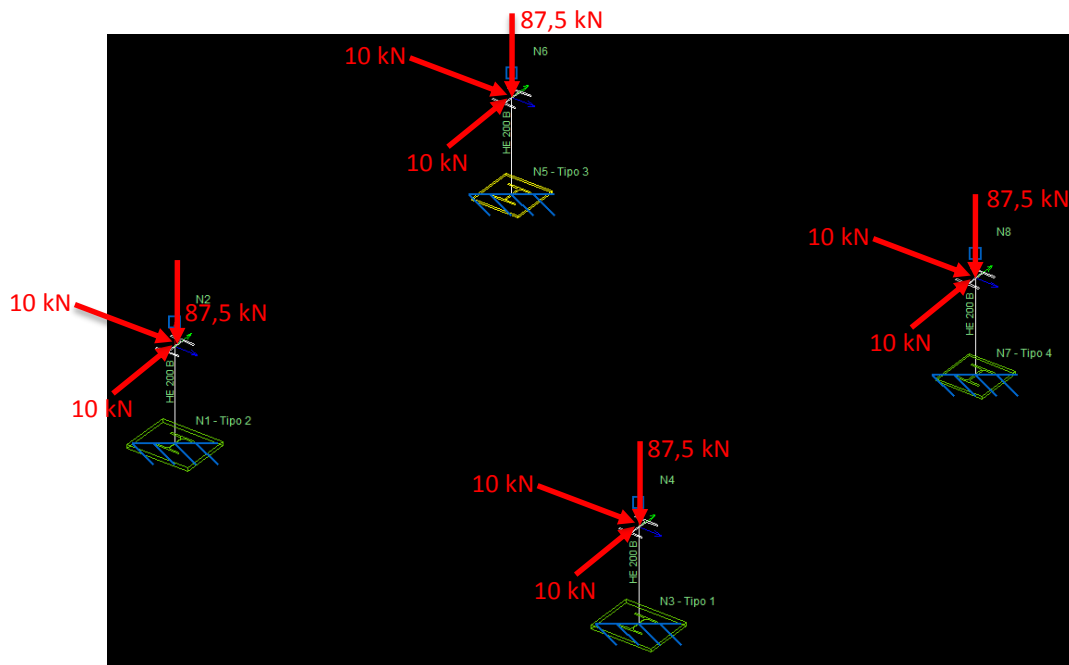 87,5 kN
N6
10 kN
HE 200 B
10 kN
N5 - Tipo 3
87,5 kN
N8
10 kN
HE 200 B
10 kN
N7 - Tipo 4
N2
10 kN
87,5 kN
HE 200 B
10 kN
N1 - Tipo 2
87,5 kN
N4
10 kN
HE 200 B
10 kN
N3 - Tipo 1